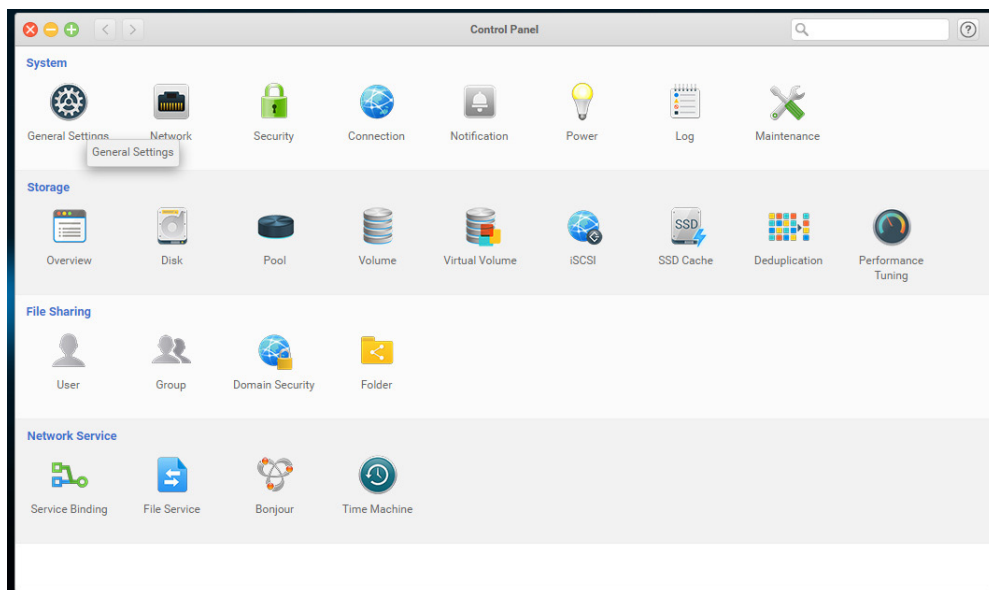 Control Panel
System
General Settings Network Security Connection Notification Power Log Maintenance
General Settings
Storage
Overview Disk Pool Volume Virtual Volume iSCSI SSD Cache Deduplication Performance Tuning
SSD
File Sharing
User Group Domain Security Folder
Network Service
Service Binding File Service Bonjour Time Machine